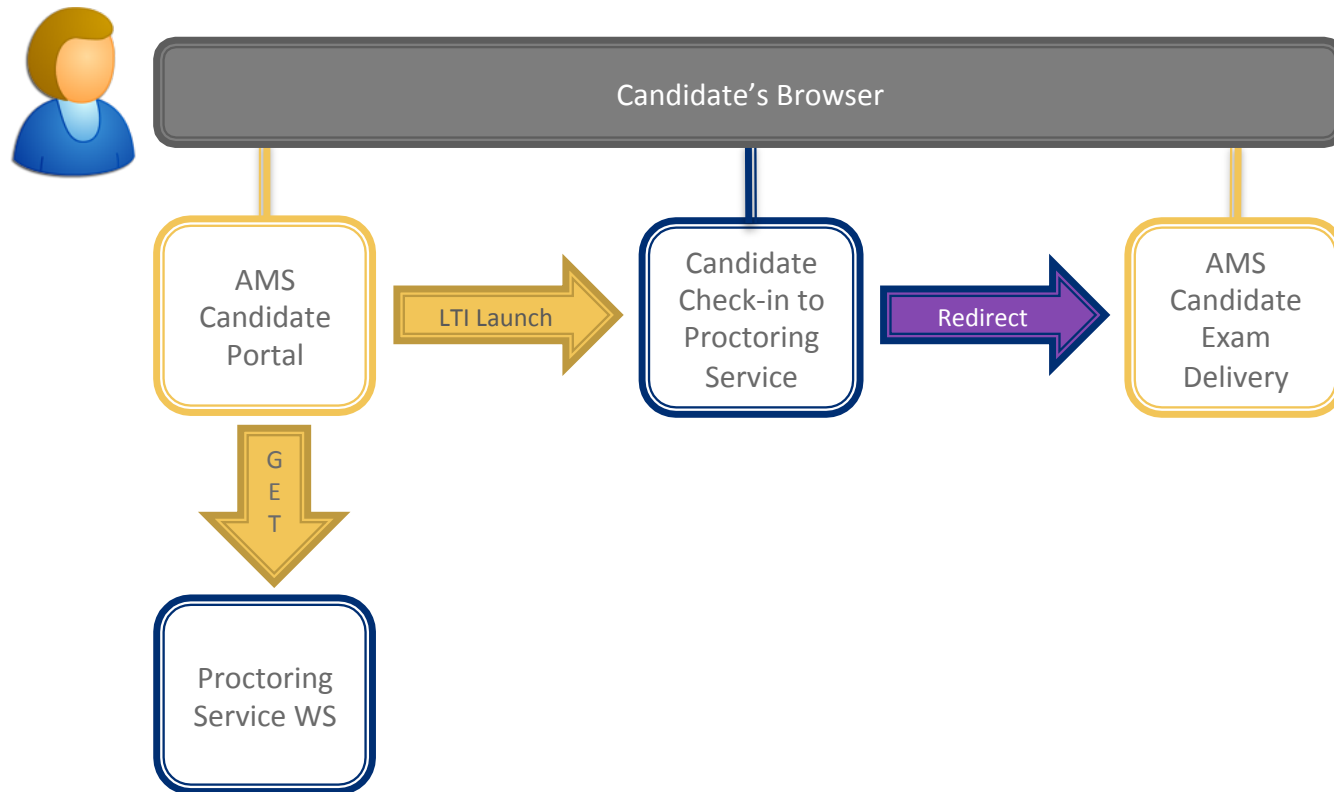 Candidate’s Browser
AMS
Candidate
Portal
LTI Launch
Candidate
Check-in to
Proctoring
Service
Redirect
AMS
Candidate
Exam
Delivery
G
E
T
Proctoring
Service WS